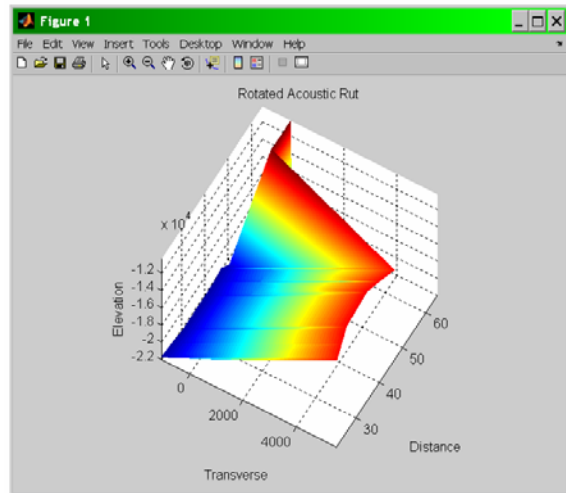 Figure 1
File Edit View Insert Tools Desktop Window Help
Rotated Acoustic Rut
x 10^4
-1.2
-1.4
-1.6
-1.8
-2
-2.2
Elevation
0
2000
4000
Transverse
30
40
50
60
Distance